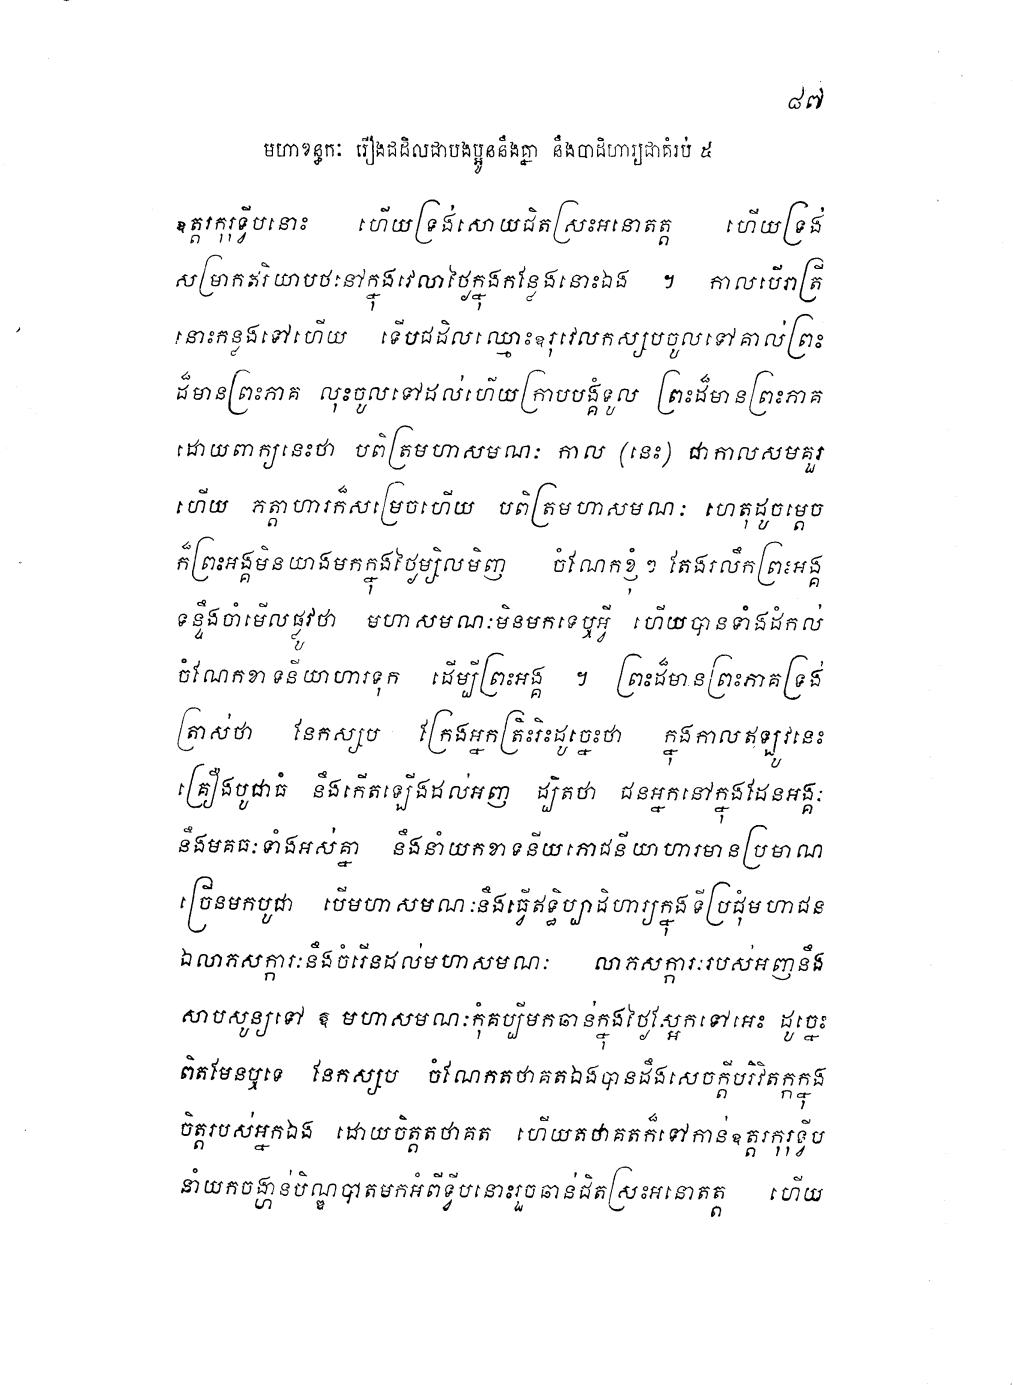 ៨៧
មហាខន្ធកៈ រឿងជដិលជាបងប្អូននឹងគ្នា នឹងបាដិហារ្យជាគំរប់ ៥
ឧត្តរកុរុទ្វីបនោះ ហើយទ្រង់សោយជិតស្រះអនោតត្ត ហើយទ្រង់
សម្រាកឥរិយាបថនៅក្នុងវេលាថ្ងៃក្នុងកន្លែងនោះឯង ។ កាលបើរាត្រី
នោះកន្លងទៅហើយ ទើបជដិលឈ្មោះឧរុវេលកស្សបចូលទៅគាល់ព្រះ
ដ៏មានព្រះភាគ លុះចូលទៅដល់ហើយក្រាបបង្គំទូល ព្រះដ៏មានព្រះភាគ
ដោយពាក្យនេះថា បពិត្រមហាសមណៈ កាល (នេះ) ជាកាលសមគួរ
ហើយ ភត្តាហារក៏សម្រេចហើយ បពិត្រមហាសមណៈ ហេតុដូចម្តេច
ក៏ព្រះអង្គមិនយាងមកក្នុងថ្ងៃម្សិលមិញ ចំណែកខ្ញុំៗ តែងរលឹកព្រះអង្គ
ទន្ទឹងចាំមើលផ្លូវថា មហាសមណៈមិនមកទេឬអ្វី ហើយបានទាំងដំកល់
ចំណែកខាទនីយាហារទុក ដើម្បីព្រះអង្គ ។ ព្រះដ៏មានព្រះភាគទ្រង់
ត្រាស់ថា នែកស្សប ក្រែងអ្នកត្រិះរិះដូច្នេះថា ក្នុងកាលឥឡូវនេះ
គ្រឿងបូជាធំ នឹងកើតឡើងដល់អញ ដ្បិតថា ជនអ្នកនៅក្នុងដែនអង្គៈ
នឹងមគធៈទាំងអស់គ្នា នឹងនាំយកខាទនីយភោជនីយាហារមានប្រមាណ
ច្រើនមកបូជា បើមហាសមណៈនឹងធ្វើឥទ្ធិប្បាដិហារ្យក្នុងទីប្រជុំមហាជន
ឯលាភសក្ការៈនឹងចំរើនដល់មហាសមណៈ លាភសក្ការៈរបស់អញនឹង
សាបសូន្យទៅ ឱ មហាសមណៈកុំគប្បីមកឆាន់ក្នុងថ្ងៃស្អែកទៅអេះ ដូច្នេះ
ពិតមែនឬទេ នែកស្សប ចំណែកតថាគតឯងបានដឹងសេចក្តីបរិវិតក្កក្នុង
ចិត្តរបស់អ្នកឯង ដោយចិត្តតថាគត ហើយតថាគតក៏ទៅកាន់ឧត្តរកុរុទ្វីប
នាំយកចង្ហាន់បិណ្ឌបាតមកអំពីទ្វីបនោះរួចឆាន់ជិតស្រះអនោតត្ត ហើយ